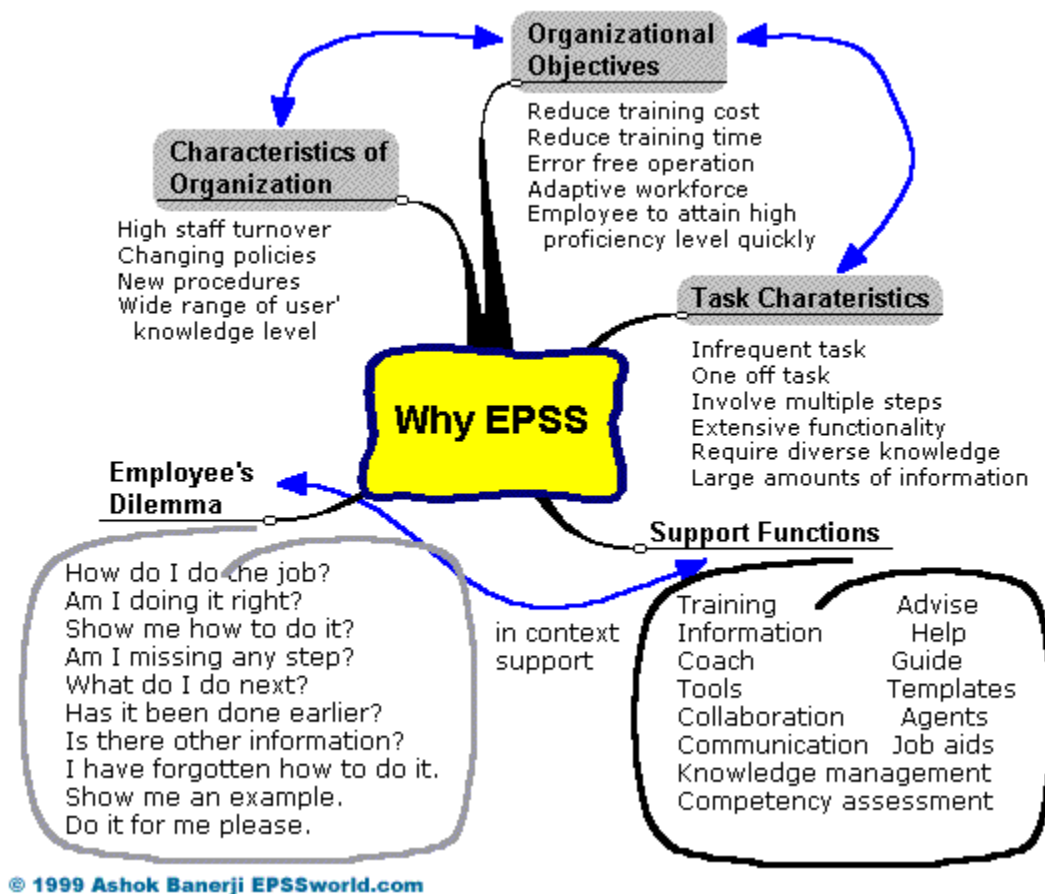 Organizational
Objectives
Reduce training cost
Reduce training time
Error free operation
Adaptive workforce
Employee to attain high
proficiency level quickly
Characteristics of
Organization
High staff turnover
Changing policies
New procedures
Wide range of user'
knowledge level
Task Charateristics
Infrequent task
One off task
Involve multiple steps
Extensive functionality
Require diverse knowledge
Large amounts of information
Why EPSS
Employee's
Dilemma
How do I do the job?
Am I doing it right?
Show me how to do it?
Am I missing any step?
What do I do next?
Has it been done earlier?
Is there other information?
I have forgotten how to do it.
Show me an example.
Do it for me please.
in context
support
Support Functions
Training Advise
Information Help
Coach Guide
Tools Templates
Collaboration Agents
Communication Job aids
Knowledge management
Competency assessment
© 1999 Ashok Banerji EPSSworld.com